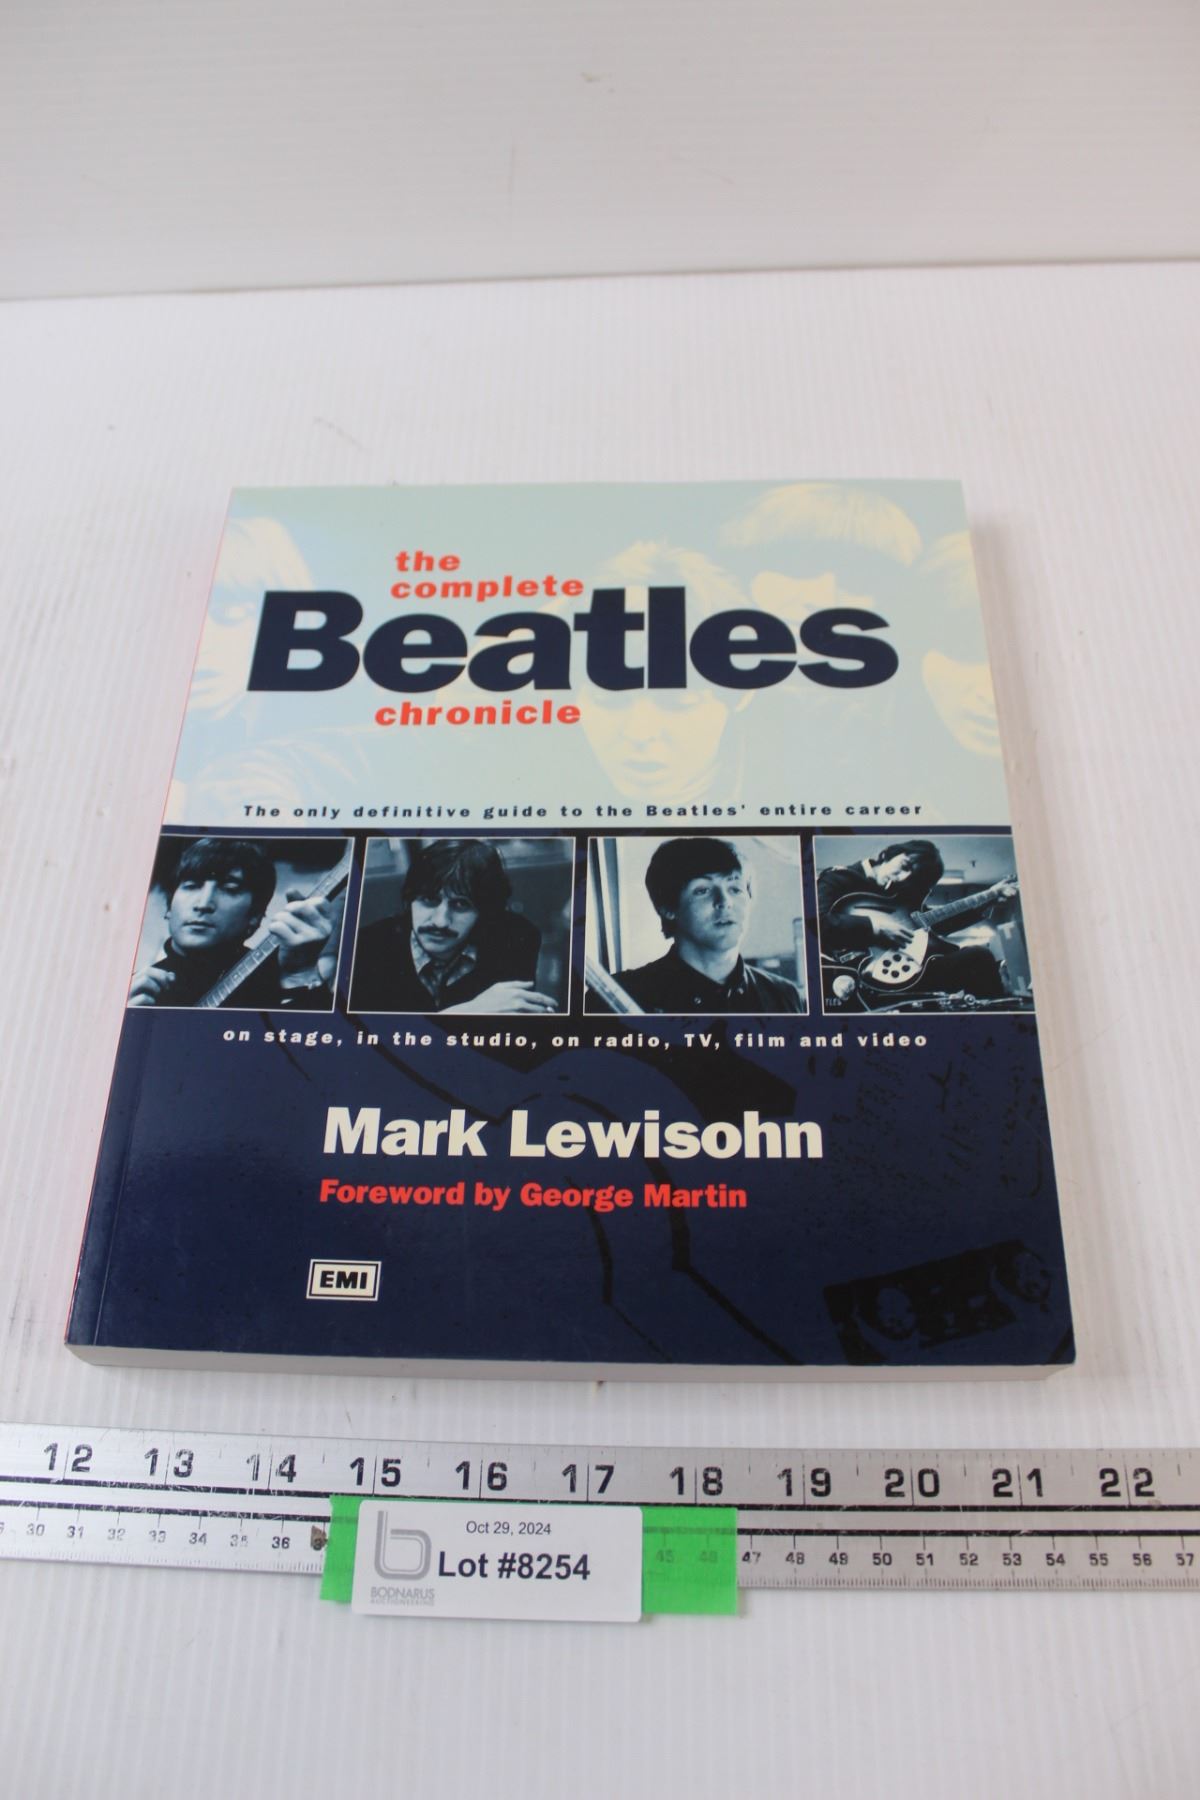 the
complete
Beatles
chronicle
The only definitive guide to the Beatles' entire career
on stage, in the studio, on radio, TV, film and video
Mark Lewisohn
Foreword by George Martin
EMI
12 13 14 15 16 17 18 19 20 21 22
30 31 32 33 34 35 36 45 46 47 48 49 50 51 52 53 54 55 56 57
Oct 29, 2024
Lot #8254
b
BODNARUS
AUCTIONEERING